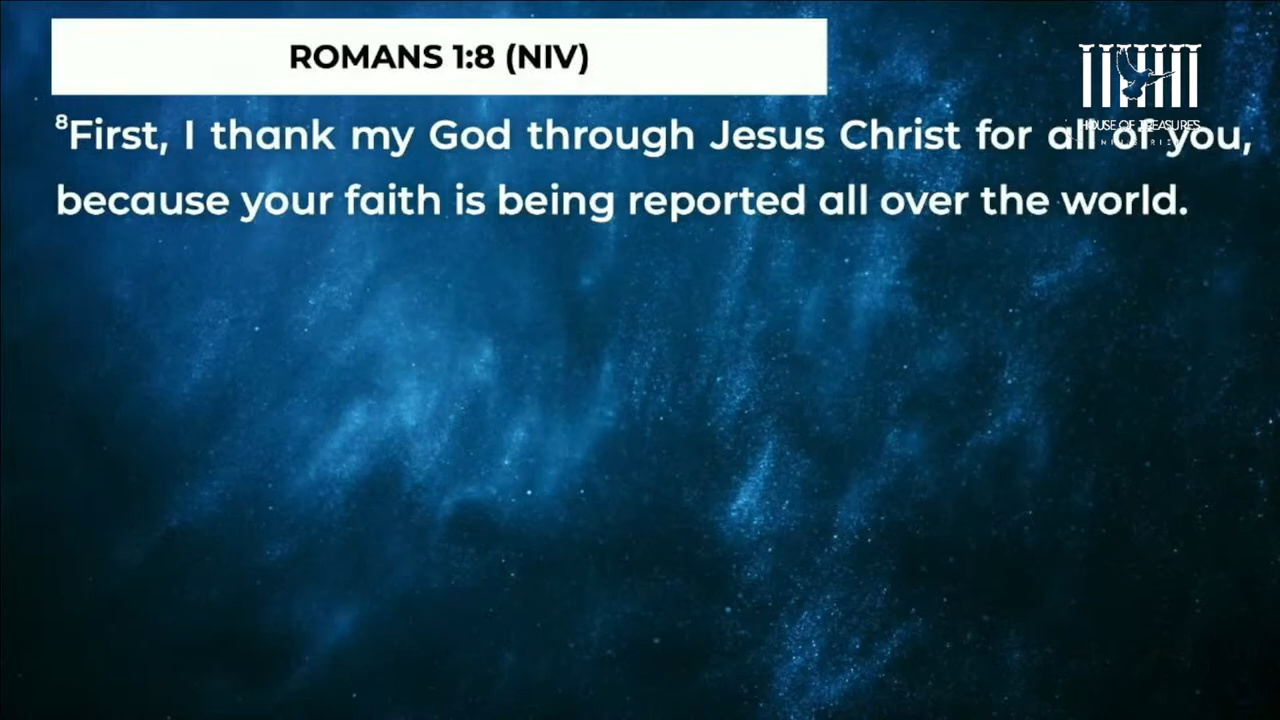 ROMANS 1:8 (NIV)
⁸First, I thank my God through Jesus Christ for all of you,
because your faith is being reported all over the world.
HOUSE OF TREASURES
MINISTRIES